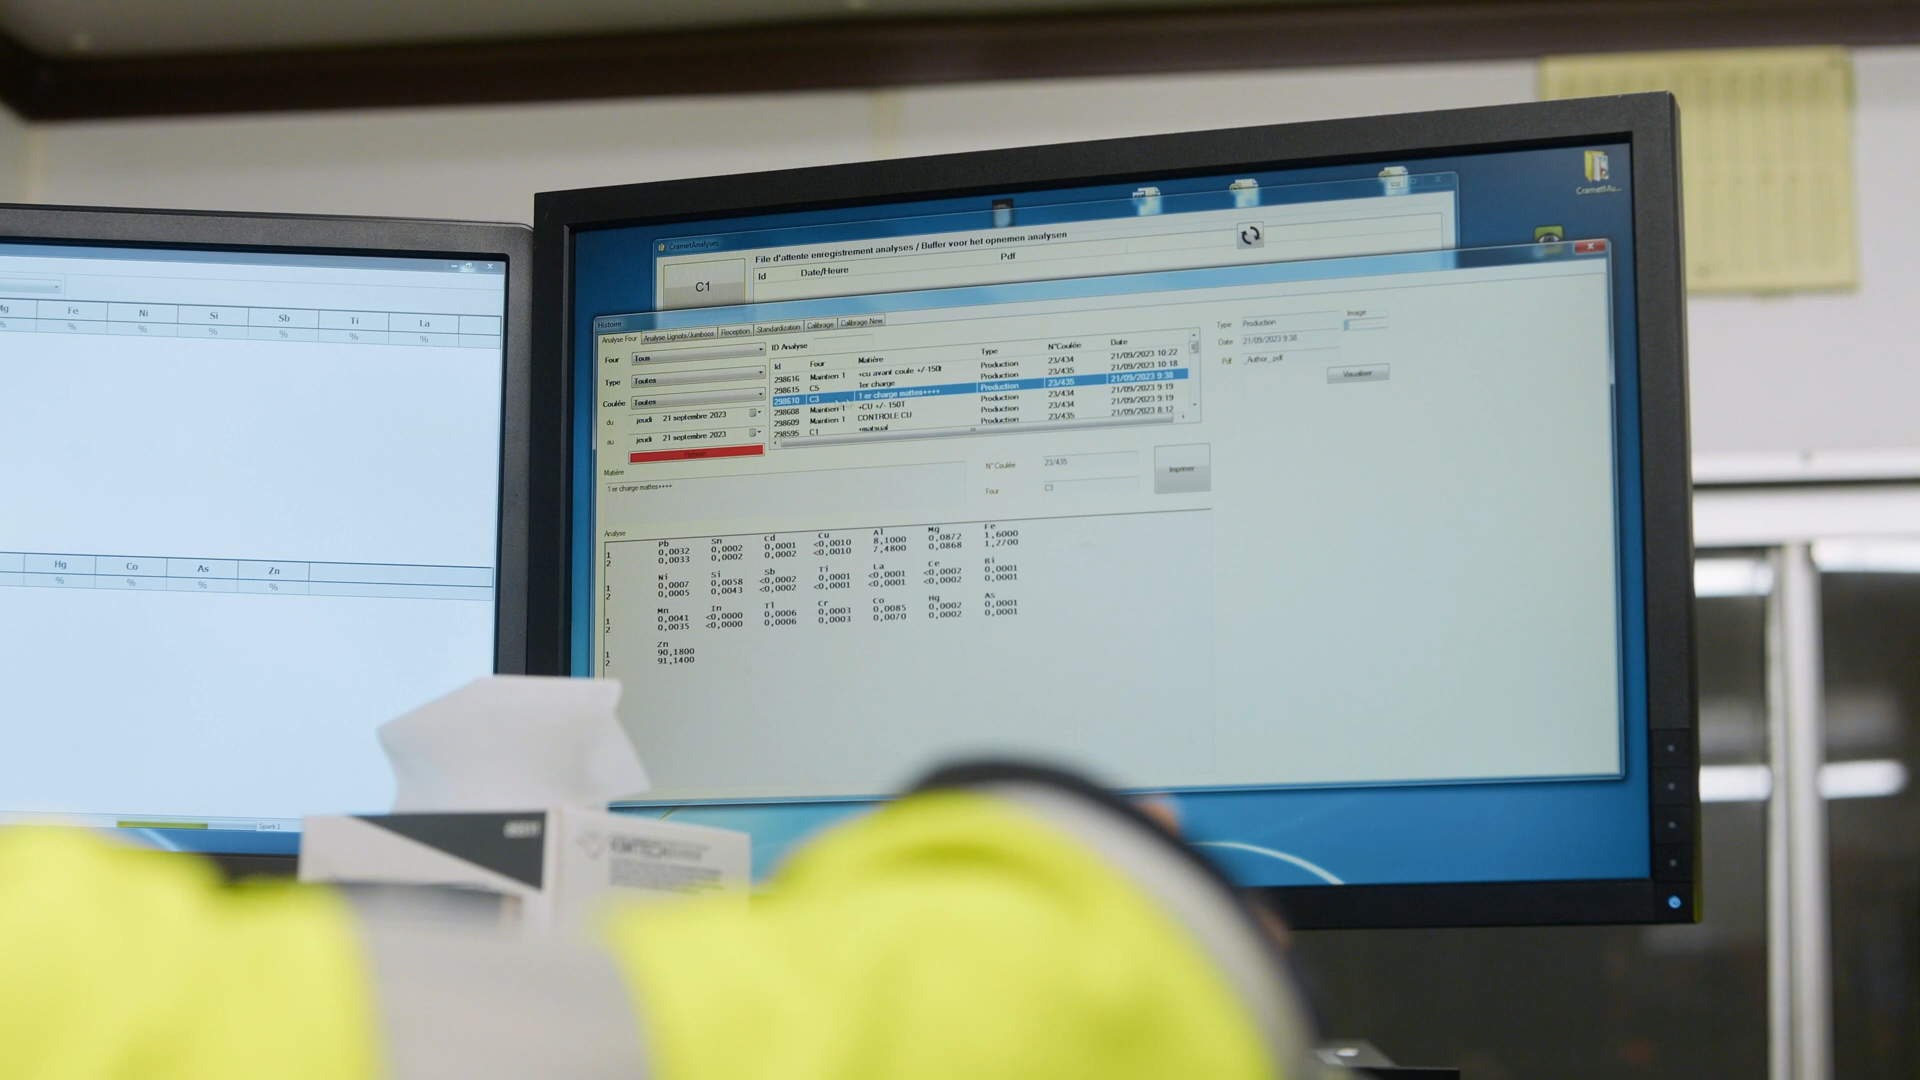 Mg Fe Ni Si Sb Ti La
% % % % % % %
Hg Co As Zn
% % % %
Spark1
CrametAnalyses
C1
File d'attente enregistrement analyses / Buffer voor het opnemen analysen
Id Date/Heure Pdf
Histoire
Analyse Four Analyse Lignots/Jumboos Reception Standardization Calibrage Calibrage New
Four Tous
Type Toutes
Coulée Toutes
du jeudi 21 septembre 2023
au jeudi 21 septembre 2023
ID Analyse
Id Four Matière Type N°Coulée Date
298616 Maintien 1 +cu avant coule +/-150t Production 23/434 21/09/2023 10:22
298615 C5 1er charge Production 23/434 21/09/2023 10:18
298610 C3 1 er charge mattes++++ Production 23/435 21/09/2023 9:38
298608 Maintien 1 +CU +/- 150T Production 23/434 21/09/2023 9:19
298609 Maintien 1 CONTROLE CU Production 23/434 21/09/2023 9:19
298595 C1 +matsual Production 23/435 21/09/2023 8:12
Type Production Image
Date 21/09/2023 9:38
Pdf _Author_.pdf
Visualiser
Matière
1 er charge mattes++++
N° Coulée 23/435
Four C3
Imprimer
Analyse
Pb Sn Cd Cu Al Mg Fe
1 0,0032 0,0002 0,0001 <0,0010 8,1000 0,0872 1,6000
2 0,0033 0,0002 0,0002 <0,0010 7,4800 0,0868 1,2700
Ni Si Sb Ti La Ce Bi
1 0,0007 0,0058 <0,0002 0,0001 <0,0001 <0,0002 0,0001
2 0,0005 0,0043 <0,0002 <0,0001 <0,0001 <0,0002 0,0001
Mn In Tl Cr Co Hg As
1 0,0041 <0,0000 0,0006 0,0003 0,0085 0,0002 0,0001
2 0,0035 <0,0000 0,0006 0,0003 0,0070 0,0002 0,0001
Zn
1 90,1800
2 91,1400